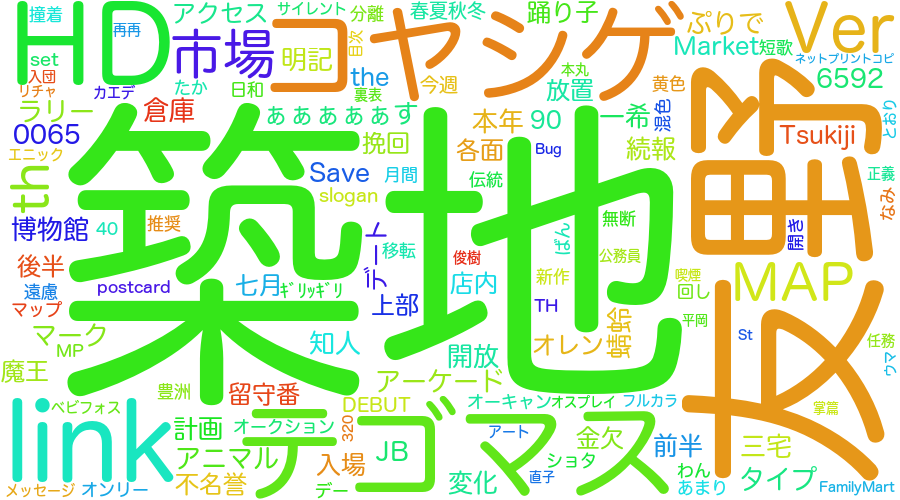 撞着
HD
再再
アクセス
サイレント
分離
春夏秋冬
踊り子
ぷりで
Ver
set
入団
リチャ
カエデ
市場
コヤシゲ
明記
目次
the
裏表
今週
本丸
放置
Market
短歌
ネットプリントコピ
6592
黄色
混色
ラリー
たか
日和
倉庫
ぁぁぁぁぁす
0065
エニック
th
築地
挽回
本年
90
一希
各面
Bug
続報
Tsukiji
とおり
野友
正義
なみ
Save
月間
伝統
slogan
博物館
40
推奨
デート
移転
俊樹
ぱん
無断
公務員
開き
後半
遠慮
postcard
七月
ギリッギリ
上部
店内
新作
TH
喫煙
回し
MAP
マップ
マーク
MP
知人
開放
オレン
蜻蛉
平岡
St
任務
ウマ
魔王
豊洲
留守番
アーケード
link
ベビフォス
DEBUT
オーキャン
オスプレイ
フルカラ
掌篇
計画
オークション
テゴマス
320
JB
アート
金欠
前半
三宅
アニマル
入場
ショタ
わん
メッセージ
オンリー
不名誉
デー
変化
直子
あまり
タイプ
FamilyMart